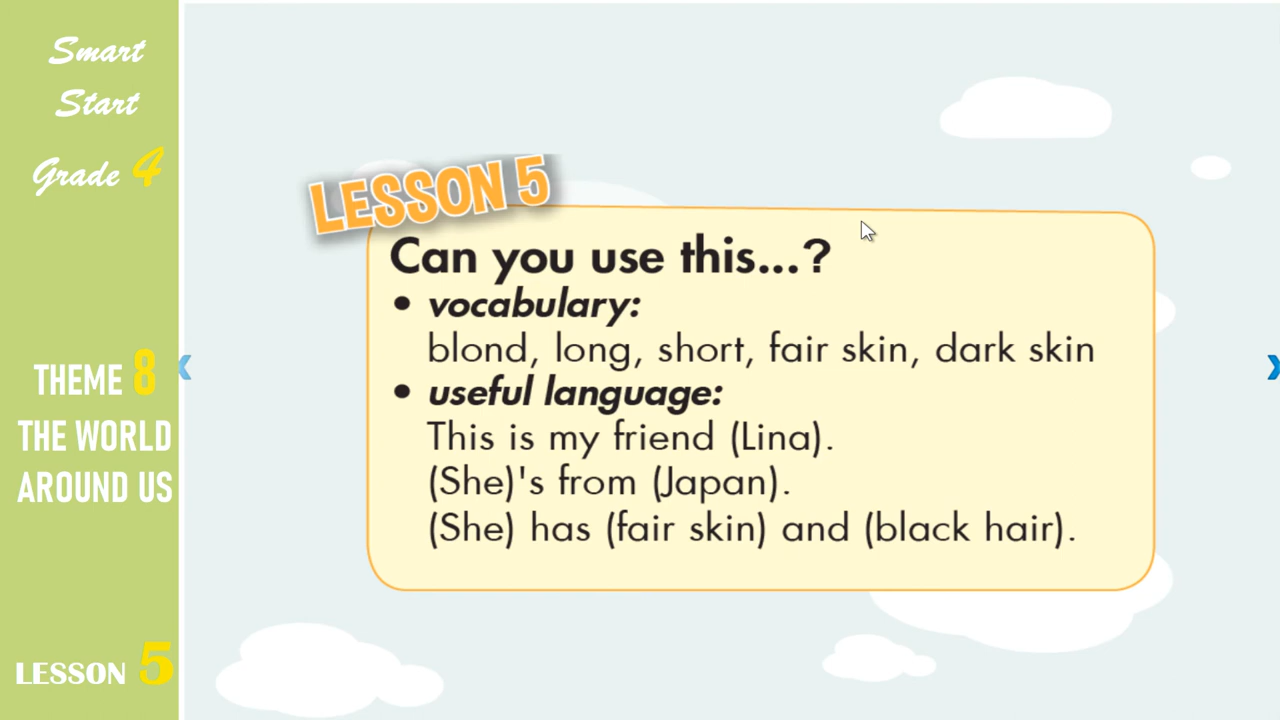 Smart
Start
Grade 4
THEME 8
THE WORLD
AROUND US
LESSON 5
LESSON 5
Can you use this...?
• vocabulary:
blond, long, short, fair skin, dark skin
• useful language:
This is my friend (Lina).
(She)'s from (Japan).
(She) has (fair skin) and (black hair).